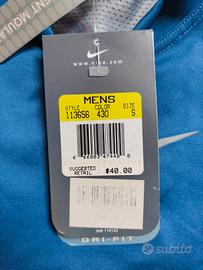 www.nike.com
MENS
STYLE COLOR SIZE
113656 430 S
SUGGESTED
RETAIL $40.00
DRI-FIT
subito